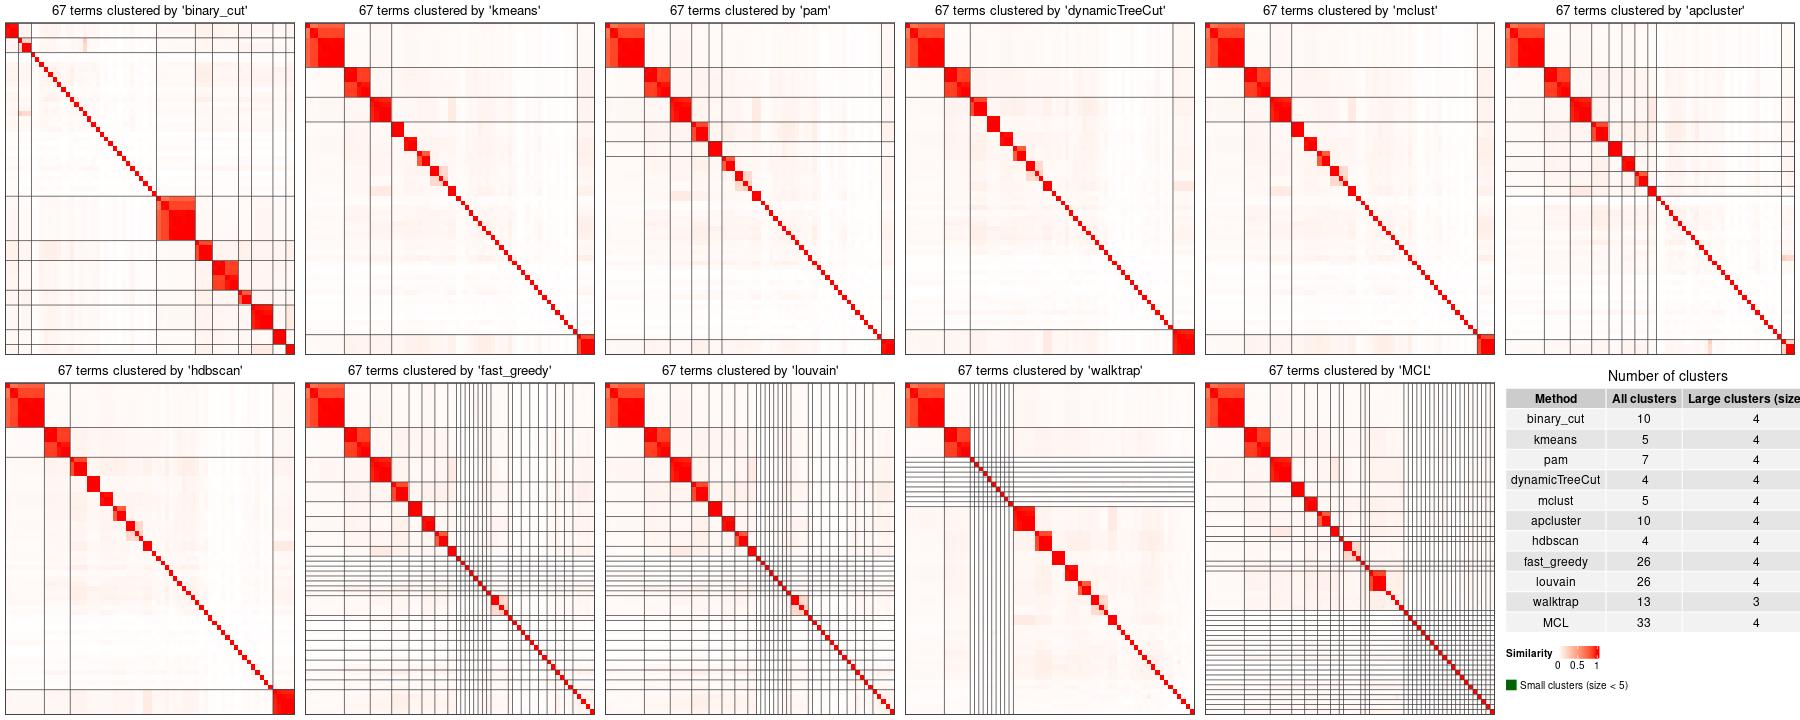 67 terms clustered by 'binary_cut'
67 terms clustered by 'kmeans'
67 terms clustered by 'pam'
67 terms clustered by 'dynamicTreeCut'
67 terms clustered by 'mclust'
67 terms clustered by 'apcluster'
67 terms clustered by 'hdbscan'
67 terms clustered by 'fast_greedy'
67 terms clustered by 'louvain'
67 terms clustered by 'walktrap'
67 terms clustered by 'MCL'
Number of clusters
Method All clusters Large clusters (size
binary_cut 10 4
kmeans 5 4
pam 7 4
dynamicTreeCut 4 4
mclust 5 4
apcluster 10 4
hdbscan 4 4
fast_greedy 26 4
louvain 26 4
walktrap 13 3
MCL 33 4
Similarity
0 0.5 1
Small clusters (size < 5)